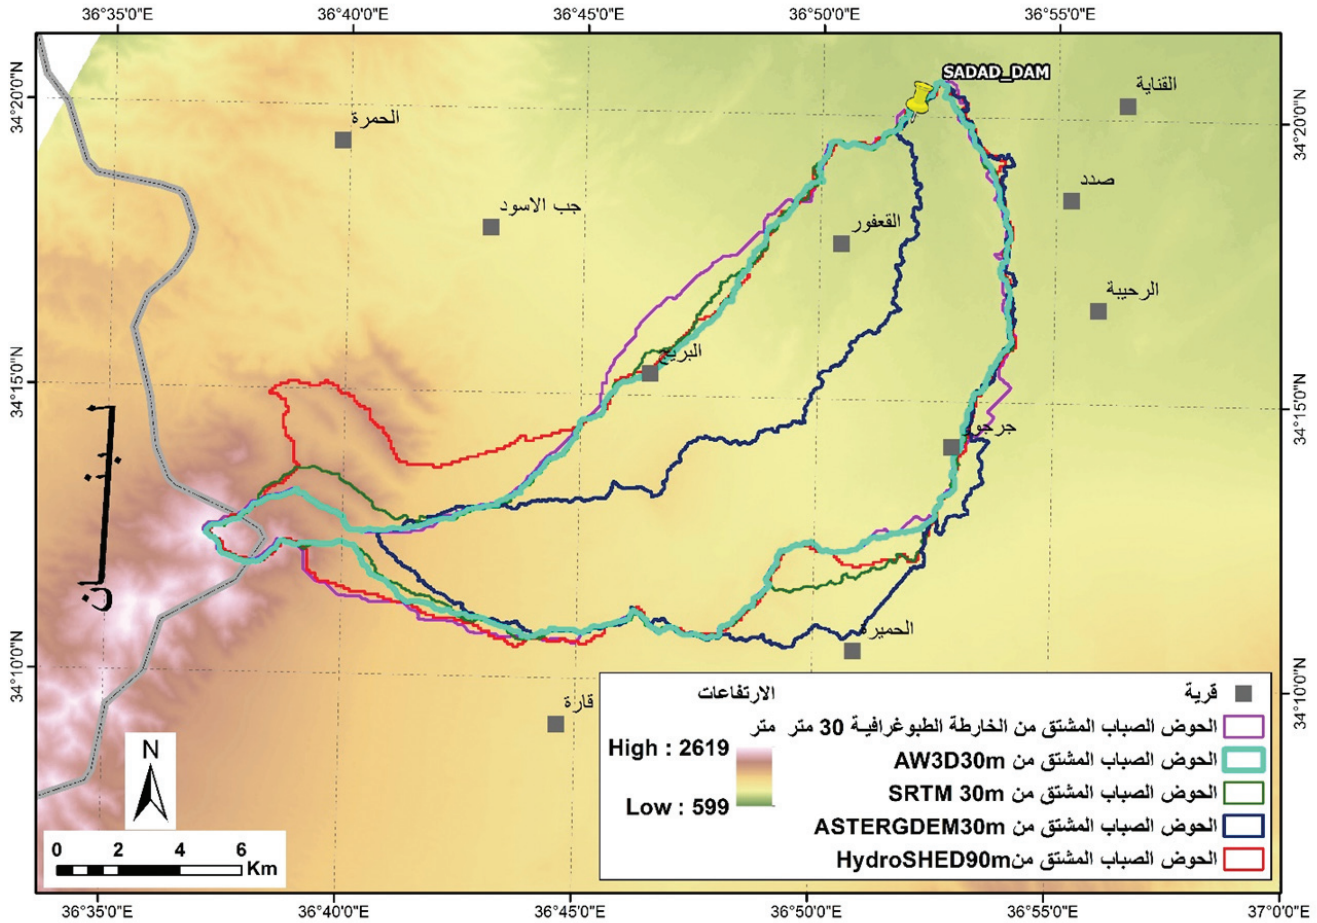 36°35'0"E
36°40'0"E
36°45'0"E
36°50'0"E
36°55'0"E
34°20'0"N
34°20'0"N
SADAD_DAM
القناية
الحمرة
صدد
جب الاسود
القعفور
الرحيبة
البريج
34°15'0"N
34°15'0"N
جرجور
لبنان
الحميرة
34°10'0"N
34°10'0"N
قارة
قرية
الحوض الصباب المشتق من الخارطة الطبوغرافية 30 متر
الحوض الصباب المشتق من AW3D30m
الحوض الصباب المشتق من SRTM 30m
الحوض الصباب المشتق من ASTERGDEM30m
الحوض الصباب المشتق من HydroSHED90m
الارتفاعات
متر
High : 2619
Low : 599
N
0 2 4 6
Km
36°35'0"E
36°40'0"E
36°45'0"E
36°50'0"E
36°55'0"E
37°0'0"E